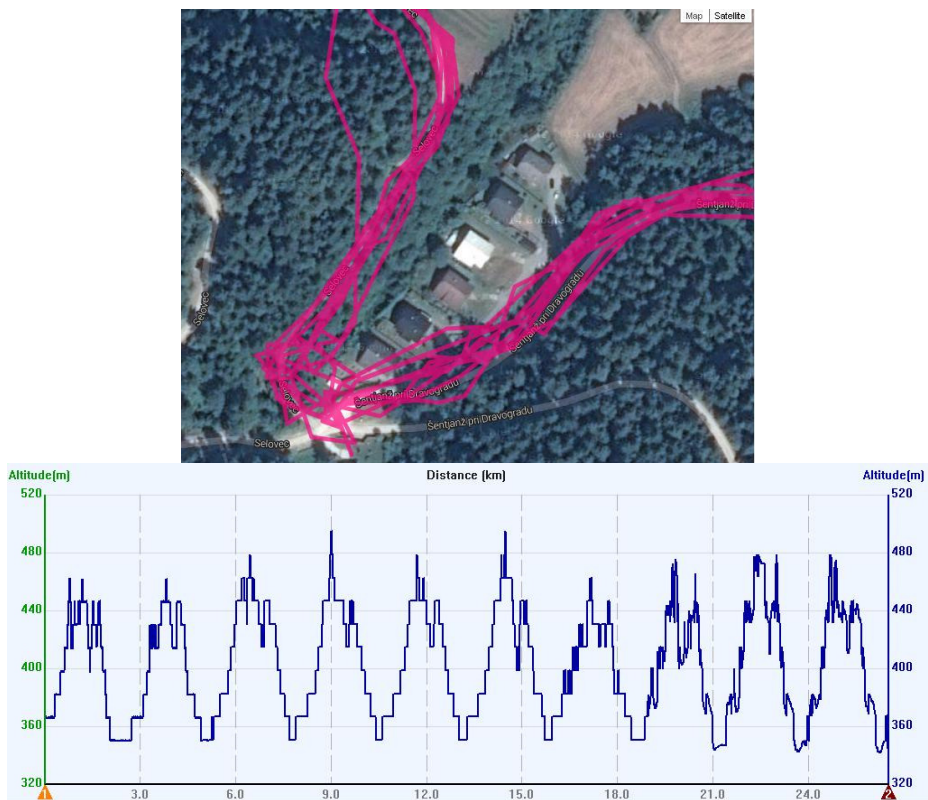 Map Satellite
Selovec
Selovec
Selovec
Selovec
Selovec
Šentjanž pri Dravogradu
Šentjanž pri Dravogradu
Šentjanž pri Dravogradu
Šentjanž pri
Altitude(m) Distance (km) Altitude(m)
520 520
480 480
440 440
400 400
360 360
320 320
1 3.0 6.0 9.0 12.0 15.0 18.0 21.0 24.0 2